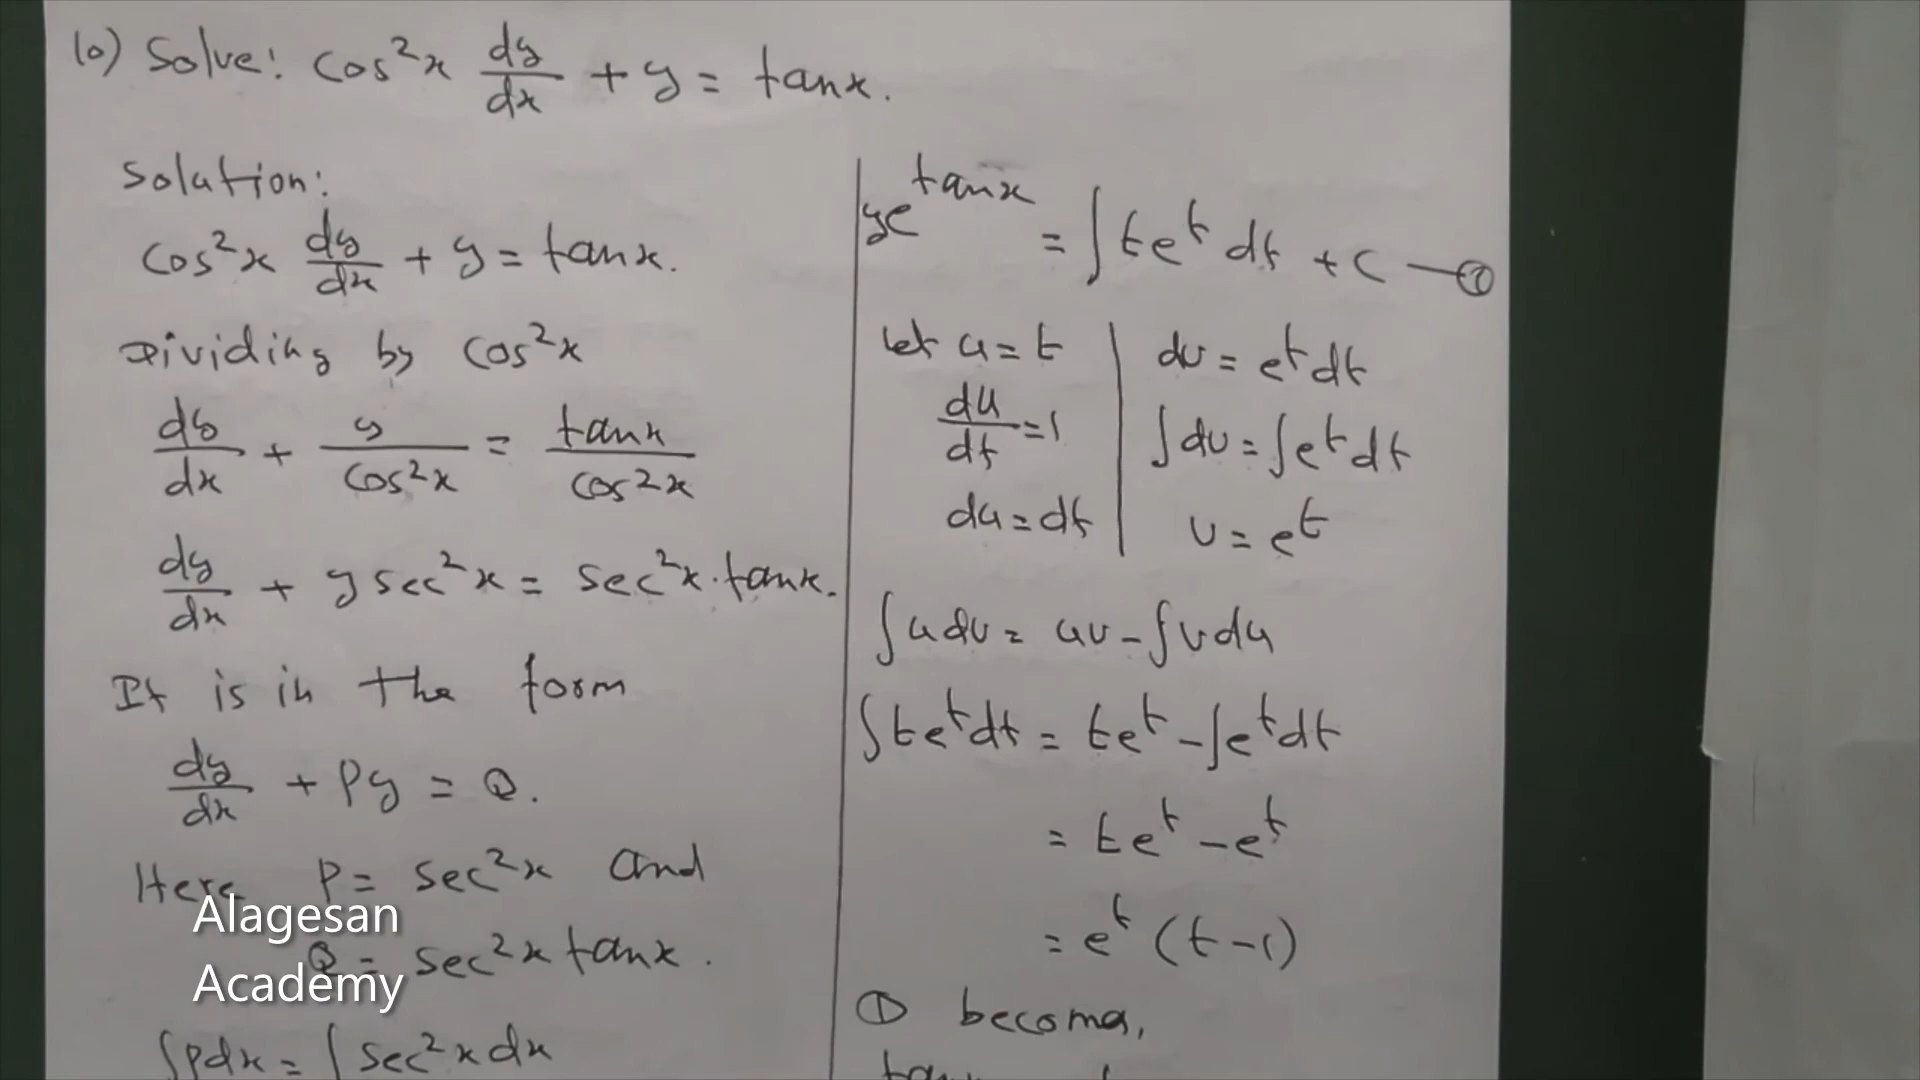 10) Solve: cos²x dy/dx + y = tanx.
Solution:
cos²x dy/dx + y = tanx.
Dividing by cos²x
dy/dx + y/cos²x = tanx/cos²x
dy/dx + y sec²x = sec²x·tanx.
It is in the form
dy/dx + Py = Q.
Here P = sec²x and
Q = sec²x tanx.
∫Pdx = ∫sec²x dx
ye^tanx = ∫te^t dt + c —①
let u = t
du/dt = 1
du = dt
dv = e^t dt
∫dv = ∫e^t dt
v = e^t
∫udv = uv - ∫vdu
∫te^t dt = te^t - ∫e^t dt
= te^t - e^t
= e^t (t-1)
① becoma,
Alagesan
Academy